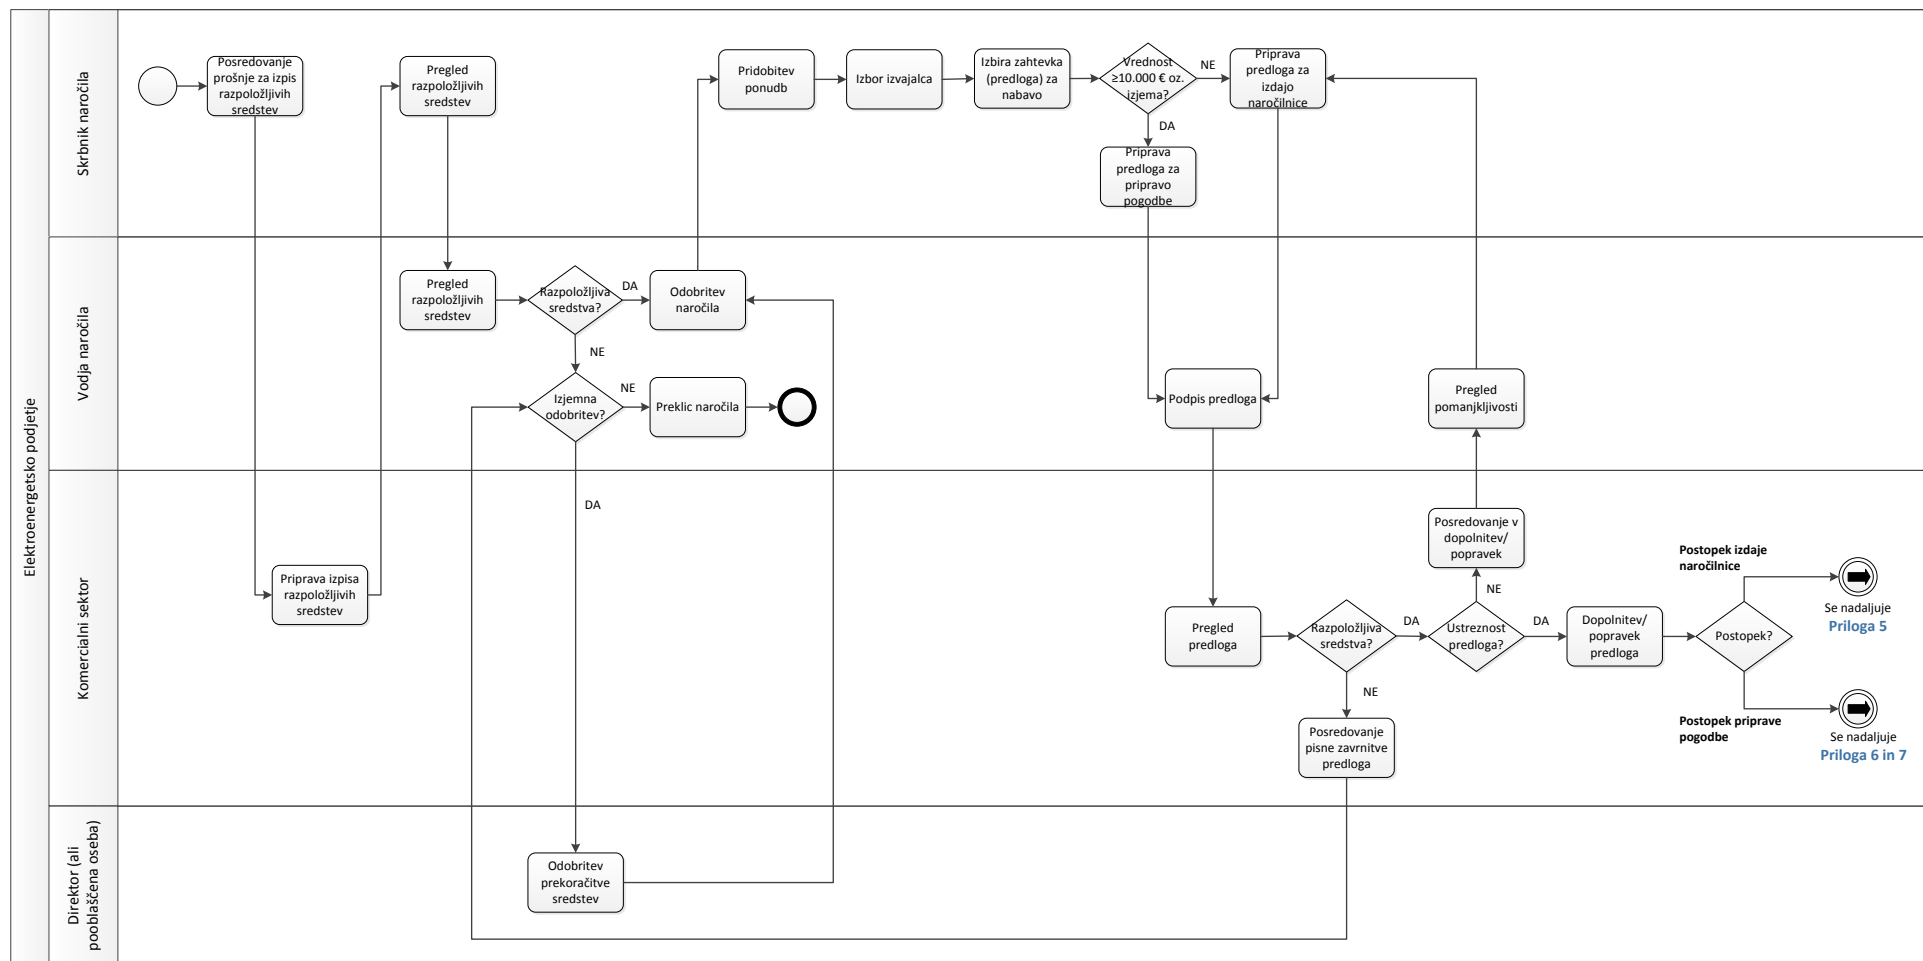 Elektroenergetsko podjetje
Skrbnik naročila
Posredovanje
prošnje za izpis
razpoložljivih
sredstev
Pregled
razpoložljivih
sredstev
Pridobitev
ponudb
Izbor izvajalca
Izbira zahtevka
(predloga) za
nabavo
Vrednost
≥10.000 € oz.
izjema?
NE
DA
Priprava
predloga za
izdajo
naročilnice
Priprava
predloga za
pripravo
pogodbe
Vodja naročila
Pregled
razpoložljivih
sredstev
Razpoložljiva
sredstva?
DA
NE
Odobritev
naročila
Izjemna
odobritev?
NE
DA
Preklic naročila
Podpis predloga
Pregled
pomanjkljivosti
Komercialni sektor
Priprava izpisa
razpoložljivih
sredstev
Pregled
predloga
Razpoložljiva
sredstva?
DA
NE
Posredovanje
pisne zavrnitve
predloga
Ustreznost
predloga?
NE
DA
Posredovanje v
dopolnitev/
popravek
Dopolnitev/
popravek
predloga
Postopek?
Postopek izdaje
naročilnice
Se nadaljuje
Priloga 5
Postopek priprave
pogodbe
Se nadaljuje
Priloga 6 in 7
Direktor (ali
pooblaščena oseba)
Odobritev
prekoračitve
sredstev